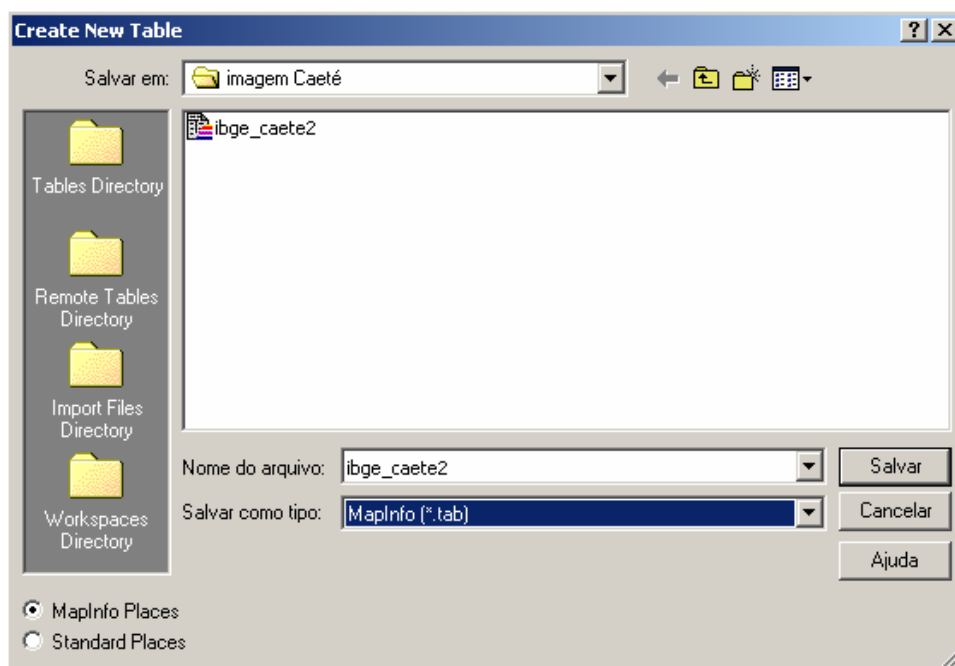 Create New Table
Salvar em: imagem Caeté
ibge_caete2
Tables Directory
Remote Tables
Directory
Import Files
Directory
Workspaces
Directory
Nome do arquivo: ibge_caete2 Salvar
Salvar como tipo: MapInfo (*.tab) Cancelar
Ajuda
MapInfo Places
Standard Places